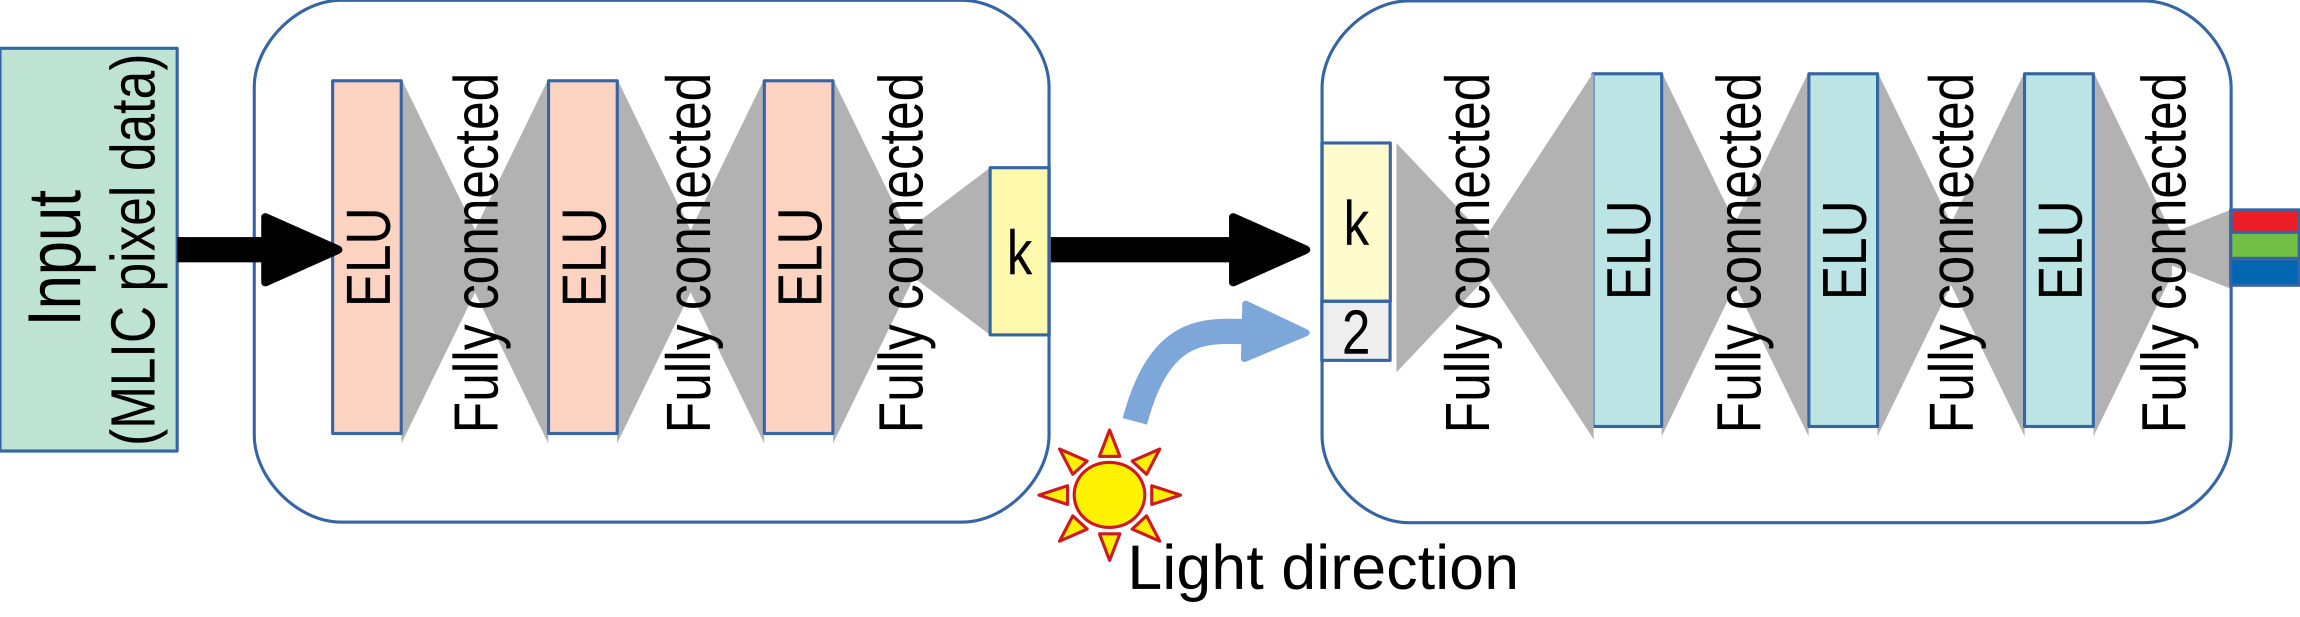 Input
(MLIC pixel data)
ELU
Fully connected
ELU
Fully connected
ELU
Fully connected
k
k
2
Fully connected
ELU
Fully connected
ELU
Fully connected
ELU
Fully connected
Light direction